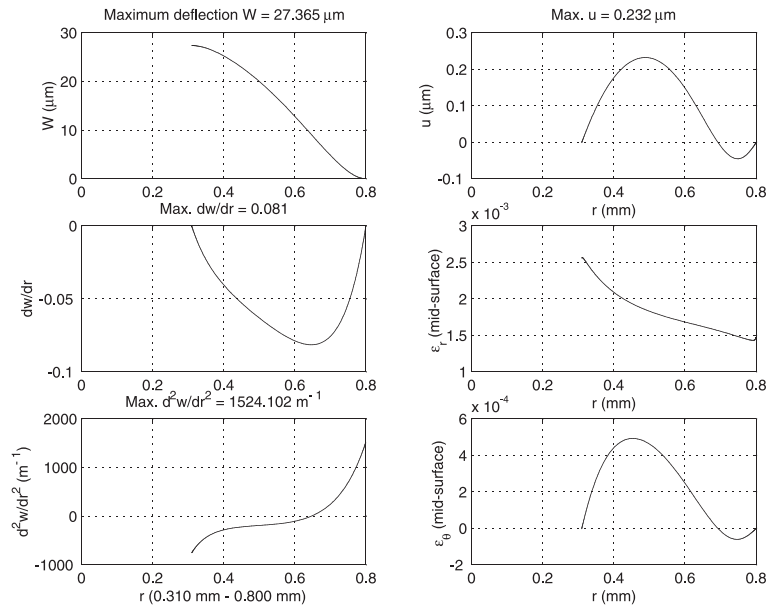 Maximum deflection W = 27.365 µm
Max. u = 0.232 µm
30
20
10
0
W (µm)
0 0.2 0.4 0.6 0.8
0.3
0.2
0.1
0
-0.1
u (µm)
0 0.2 0.4 0.6 0.8
r (mm)
Max. dw/dr = 0.081
0
-0.05
-0.1
dw/dr
0 0.2 0.4 0.6 0.8
x 10⁻³
3
2.5
2
1.5
1
εr (mid-surface)
0 0.2 0.4 0.6 0.8
r (mm)
Max. d²w/dr² = 1524.102 m⁻¹
2000
1000
0
-1000
d²w/dr² (m⁻¹)
0 0.2 0.4 0.6 0.8
r (0.310 mm - 0.800 mm)
x 10⁻⁴
6
4
2
0
-2
εθ (mid-surface)
0 0.2 0.4 0.6 0.8
r (mm)